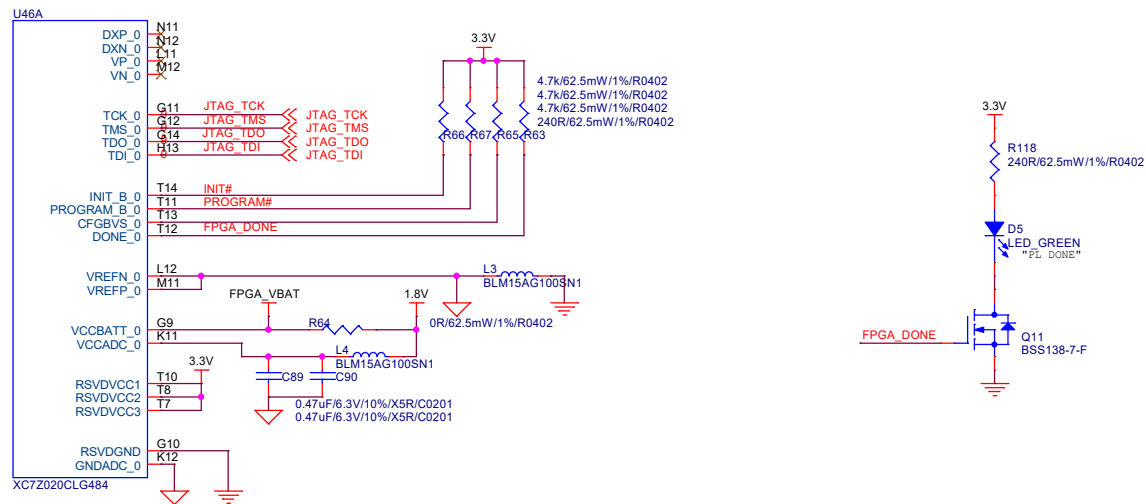 U46A
DXP_0 N11
DXN_0 N12
VP_0 L11
VN_0 M12
TCK_0 G11 JTAG_TCK JTAG_TCK
TMS_0 G12 JTAG_TMS JTAG_TMS
TDO_0 G14 JTAG_TDO JTAG_TDO
TDI_0 H13 JTAG_TDI JTAG_TDI
INIT_B_0 T14 INIT#
PROGRAM_B_0 T11 PROGRAM#
CFGBVS_0 T13
DONE_0 T12 FPGA_DONE
3.3V
4.7k/62.5mW/1%/R0402
4.7k/62.5mW/1%/R0402
4.7k/62.5mW/1%/R0402
240R/62.5mW/1%/R0402
R66 R67 R65 R63
VREFN_0 L12
VREFP_0 M11
L3
BLM15AG100SN1
FPGA_VBAT
1.8V
R64
0R/62.5mW/1%/R0402
VCCBATT_0 G9
VCCADC_0 K11
L4
BLM15AG100SN1
C89 C90
0.47uF/6.3V/10%/X5R/C0201
0.47uF/6.3V/10%/X5R/C0201
3.3V
RSVDVCC1 T10
RSVDVCC2 T8
RSVDVCC3 T7
RSVDGND G10
GNDADC_0 K12
XC7Z020CLG484
3.3V
R118
240R/62.5mW/1%/R0402
D5
LED_GREEN
"PL DONE"
FPGA_DONE
Q11
BSS138-7-F